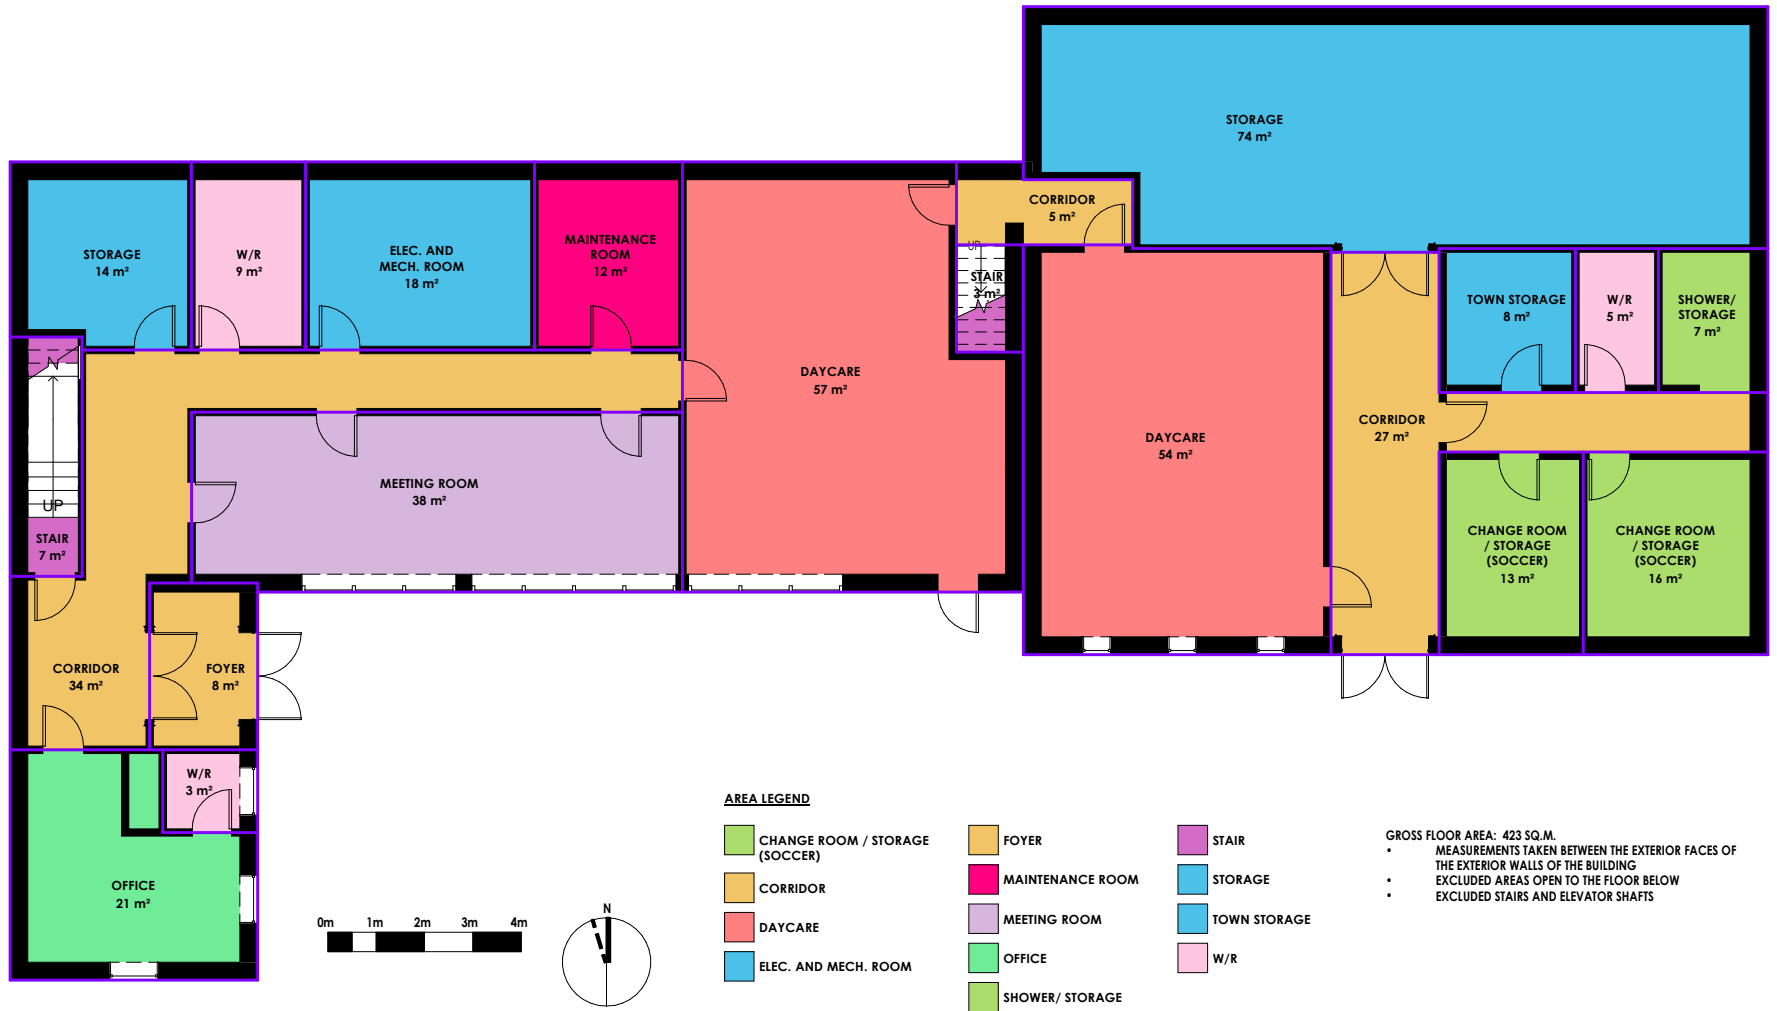 STORAGE
74 m²
CORRIDOR
5 m²
STORAGE
14 m²
W/R
9 m²
ELEC. AND
MECH. ROOM
18 m²
MAINTENANCE
ROOM
12 m²
UP
STAIR
3 m²
TOWN STORAGE
8 m²
W/R
5 m²
SHOWER/
STORAGE
7 m²
DAYCARE
57 m²
DAYCARE
54 m²
CORRIDOR
27 m²
MEETING ROOM
38 m²
UP
STAIR
7 m²
CHANGE ROOM
/ STORAGE
(SOCCER)
13 m²
CHANGE ROOM
/ STORAGE
(SOCCER)
16 m²
CORRIDOR
34 m²
FOYER
8 m²
W/R
3 m²
OFFICE
21 m²
0m 1m 2m 3m 4m
N
AREA LEGEND
CHANGE ROOM / STORAGE
(SOCCER)
CORRIDOR
DAYCARE
ELEC. AND MECH. ROOM
FOYER
MAINTENANCE ROOM
MEETING ROOM
OFFICE
SHOWER/ STORAGE
STAIR
STORAGE
TOWN STORAGE
W/R
GROSS FLOOR AREA: 423 SQ.M.
• MEASUREMENTS TAKEN BETWEEN THE EXTERIOR FACES OF
THE EXTERIOR WALLS OF THE BUILDING
• EXCLUDED AREAS OPEN TO THE FLOOR BELOW
• EXCLUDED STAIRS AND ELEVATOR SHAFTS